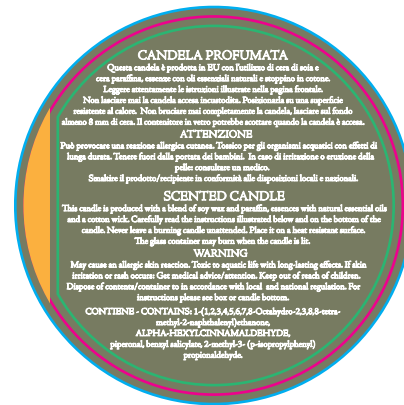 CANDELA PROFUMATA
Questa candela è prodotta in EU con l'utilizzo di cera di soia e
cera paraffina, essenze con oli essenziali naturali e stoppino in cotone.
Leggere attentamente le istruzioni illustrate nella pagina frontale.
Non lasciare mai la candela accesa incustodita. Posizionarla su una superficie
resistente al calore. Non bruciare mai completamente la candela, lasciare sul fondo
almeno 8 mm di cera. Il contenitore in vetro potrebbe scottare quando la candela è accesa.
ATTENZIONE
Può provocare una reazione allergica cutanea. Tossico per gli organismi acquatici con effetti di
lunga durata. Tenere fuori dalla portata dei bambini. In caso di irritazione o eruzione della
pelle: consultare un medico.
Smaltire il prodotto/recipiente in conformità alle disposizioni locali e nazionali.
SCENTED CANDLE
This candle is produced with a blend of soy wax and paraffin, essences with natural essential oils
and a cotton wick. Carefully read the instructions illustrated below and on the bottom of the
candle. Never leave a burning candle unattended. Place it on a heat resistant surface.
The glass container may burn when the candle is lit.
WARNING
May cause an allergic skin reaction. Toxic to aquatic life with long-lasting affects. If skin
irritation or rash occurs: Get medical advice/attention. Keep out of reach of children.
Dispose of contents/container to in accordance with local and national regulation. For
instructions please see box or candle bottom.
CONTIENE - CONTAINS: 1-(1,2,3,4,5,6,7,8-Octahydro-2,3,8,8-tetra-
methyl-2-naphthalenyl)ethanone,
ALPHA-HEXYLCINNAMALDEHYDE,
piperonal, benzyl salicylate, 2-methyl-3- (p-isopropylphenyl)
propionaldehyde.